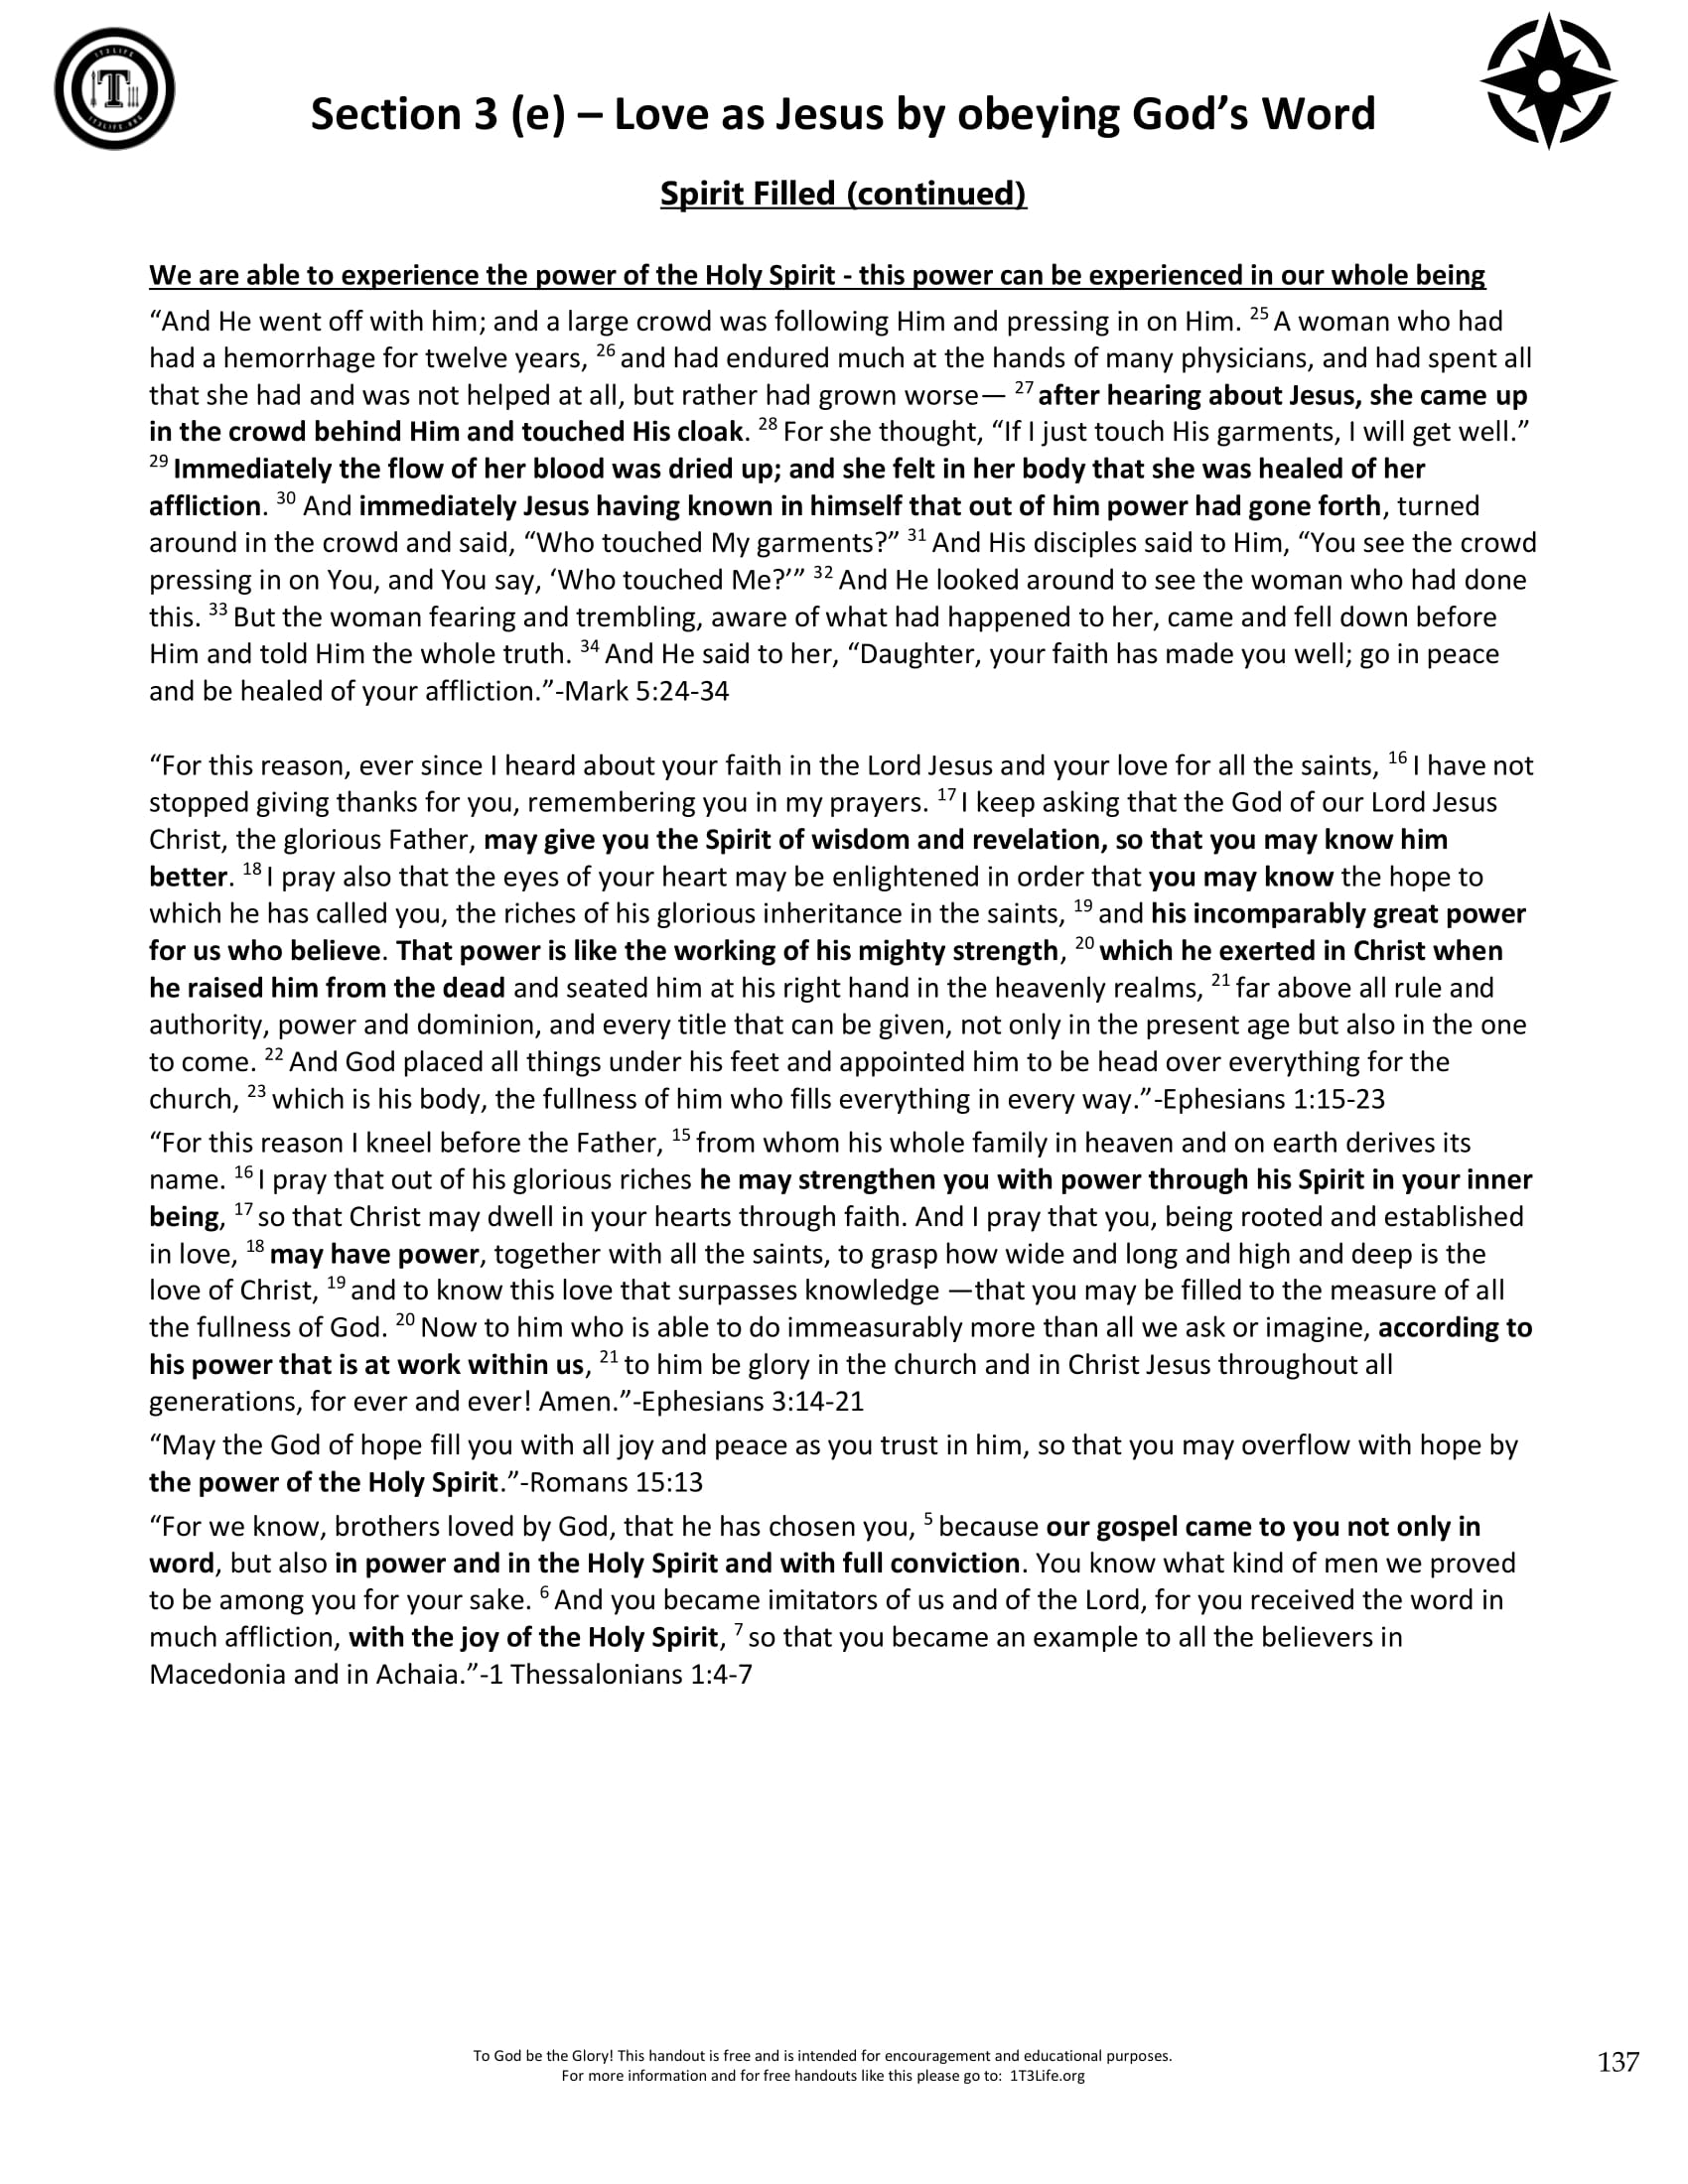 1T3LIFE
T
1T3LIFE.ORG
Section 3 (e) – Love as Jesus by obeying God’s Word
Spirit Filled (continued)
We are able to experience the power of the Holy Spirit - this power can be experienced in our whole being
“And He went off with him; and a large crowd was following Him and pressing in on Him. 25 A woman who had
had a hemorrhage for twelve years, 26 and had endured much at the hands of many physicians, and had spent all
that she had and was not helped at all, but rather had grown worse— 27 after hearing about Jesus, she came up
in the crowd behind Him and touched His cloak. 28 For she thought, “If I just touch His garments, I will get well.”
29 Immediately the flow of her blood was dried up; and she felt in her body that she was healed of her
affliction. 30 And immediately Jesus having known in himself that out of him power had gone forth, turned
around in the crowd and said, “Who touched My garments?” 31 And His disciples said to Him, “You see the crowd
pressing in on You, and You say, ‘Who touched Me?’” 32 And He looked around to see the woman who had done
this. 33 But the woman fearing and trembling, aware of what had happened to her, came and fell down before
Him and told Him the whole truth. 34 And He said to her, “Daughter, your faith has made you well; go in peace
and be healed of your affliction.”-Mark 5:24-34
“For this reason, ever since I heard about your faith in the Lord Jesus and your love for all the saints, 16 I have not
stopped giving thanks for you, remembering you in my prayers. 17 I keep asking that the God of our Lord Jesus
Christ, the glorious Father, may give you the Spirit of wisdom and revelation, so that you may know him
better. 18 I pray also that the eyes of your heart may be enlightened in order that you may know the hope to
which he has called you, the riches of his glorious inheritance in the saints, 19 and his incomparably great power
for us who believe. That power is like the working of his mighty strength, 20 which he exerted in Christ when
he raised him from the dead and seated him at his right hand in the heavenly realms, 21 far above all rule and
authority, power and dominion, and every title that can be given, not only in the present age but also in the one
to come. 22 And God placed all things under his feet and appointed him to be head over everything for the
church, 23 which is his body, the fullness of him who fills everything in every way.”-Ephesians 1:15-23
“For this reason I kneel before the Father, 15 from whom his whole family in heaven and on earth derives its
name. 16 I pray that out of his glorious riches he may strengthen you with power through his Spirit in your inner
being, 17 so that Christ may dwell in your hearts through faith. And I pray that you, being rooted and established
in love, 18 may have power, together with all the saints, to grasp how wide and long and high and deep is the
love of Christ, 19 and to know this love that surpasses knowledge —that you may be filled to the measure of all
the fullness of God. 20 Now to him who is able to do immeasurably more than all we ask or imagine, according to
his power that is at work within us, 21 to him be glory in the church and in Christ Jesus throughout all
generations, for ever and ever! Amen.”-Ephesians 3:14-21
“May the God of hope fill you with all joy and peace as you trust in him, so that you may overflow with hope by
the power of the Holy Spirit.”-Romans 15:13
“For we know, brothers loved by God, that he has chosen you, 5 because our gospel came to you not only in
word, but also in power and in the Holy Spirit and with full conviction. You know what kind of men we proved
to be among you for your sake. 6 And you became imitators of us and of the Lord, for you received the word in
much affliction, with the joy of the Holy Spirit, 7 so that you became an example to all the believers in
Macedonia and in Achaia.”-1 Thessalonians 1:4-7
To God be the Glory! This handout is free and is intended for encouragement and educational purposes.
For more information and for free handouts like this please go to: 1T3Life.org
137